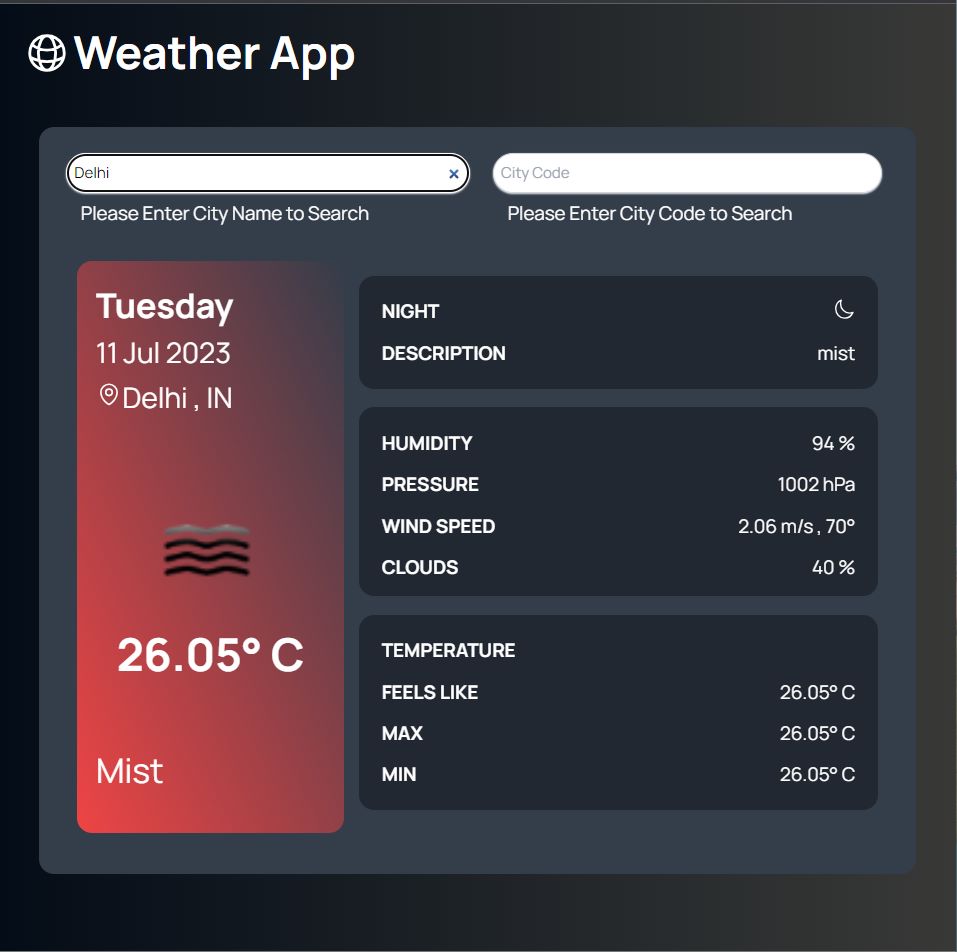 Weather App
Delhi
City Code
Please Enter City Name to Search
Please Enter City Code to Search
Tuesday
11 Jul 2023
Delhi , IN
26.05° C
Mist
NIGHT
DESCRIPTION mist
HUMIDITY 94 %
PRESSURE 1002 hPa
WIND SPEED 2.06 m/s , 70°
CLOUDS 40 %
TEMPERATURE
FEELS LIKE 26.05° C
MAX 26.05° C
MIN 26.05° C